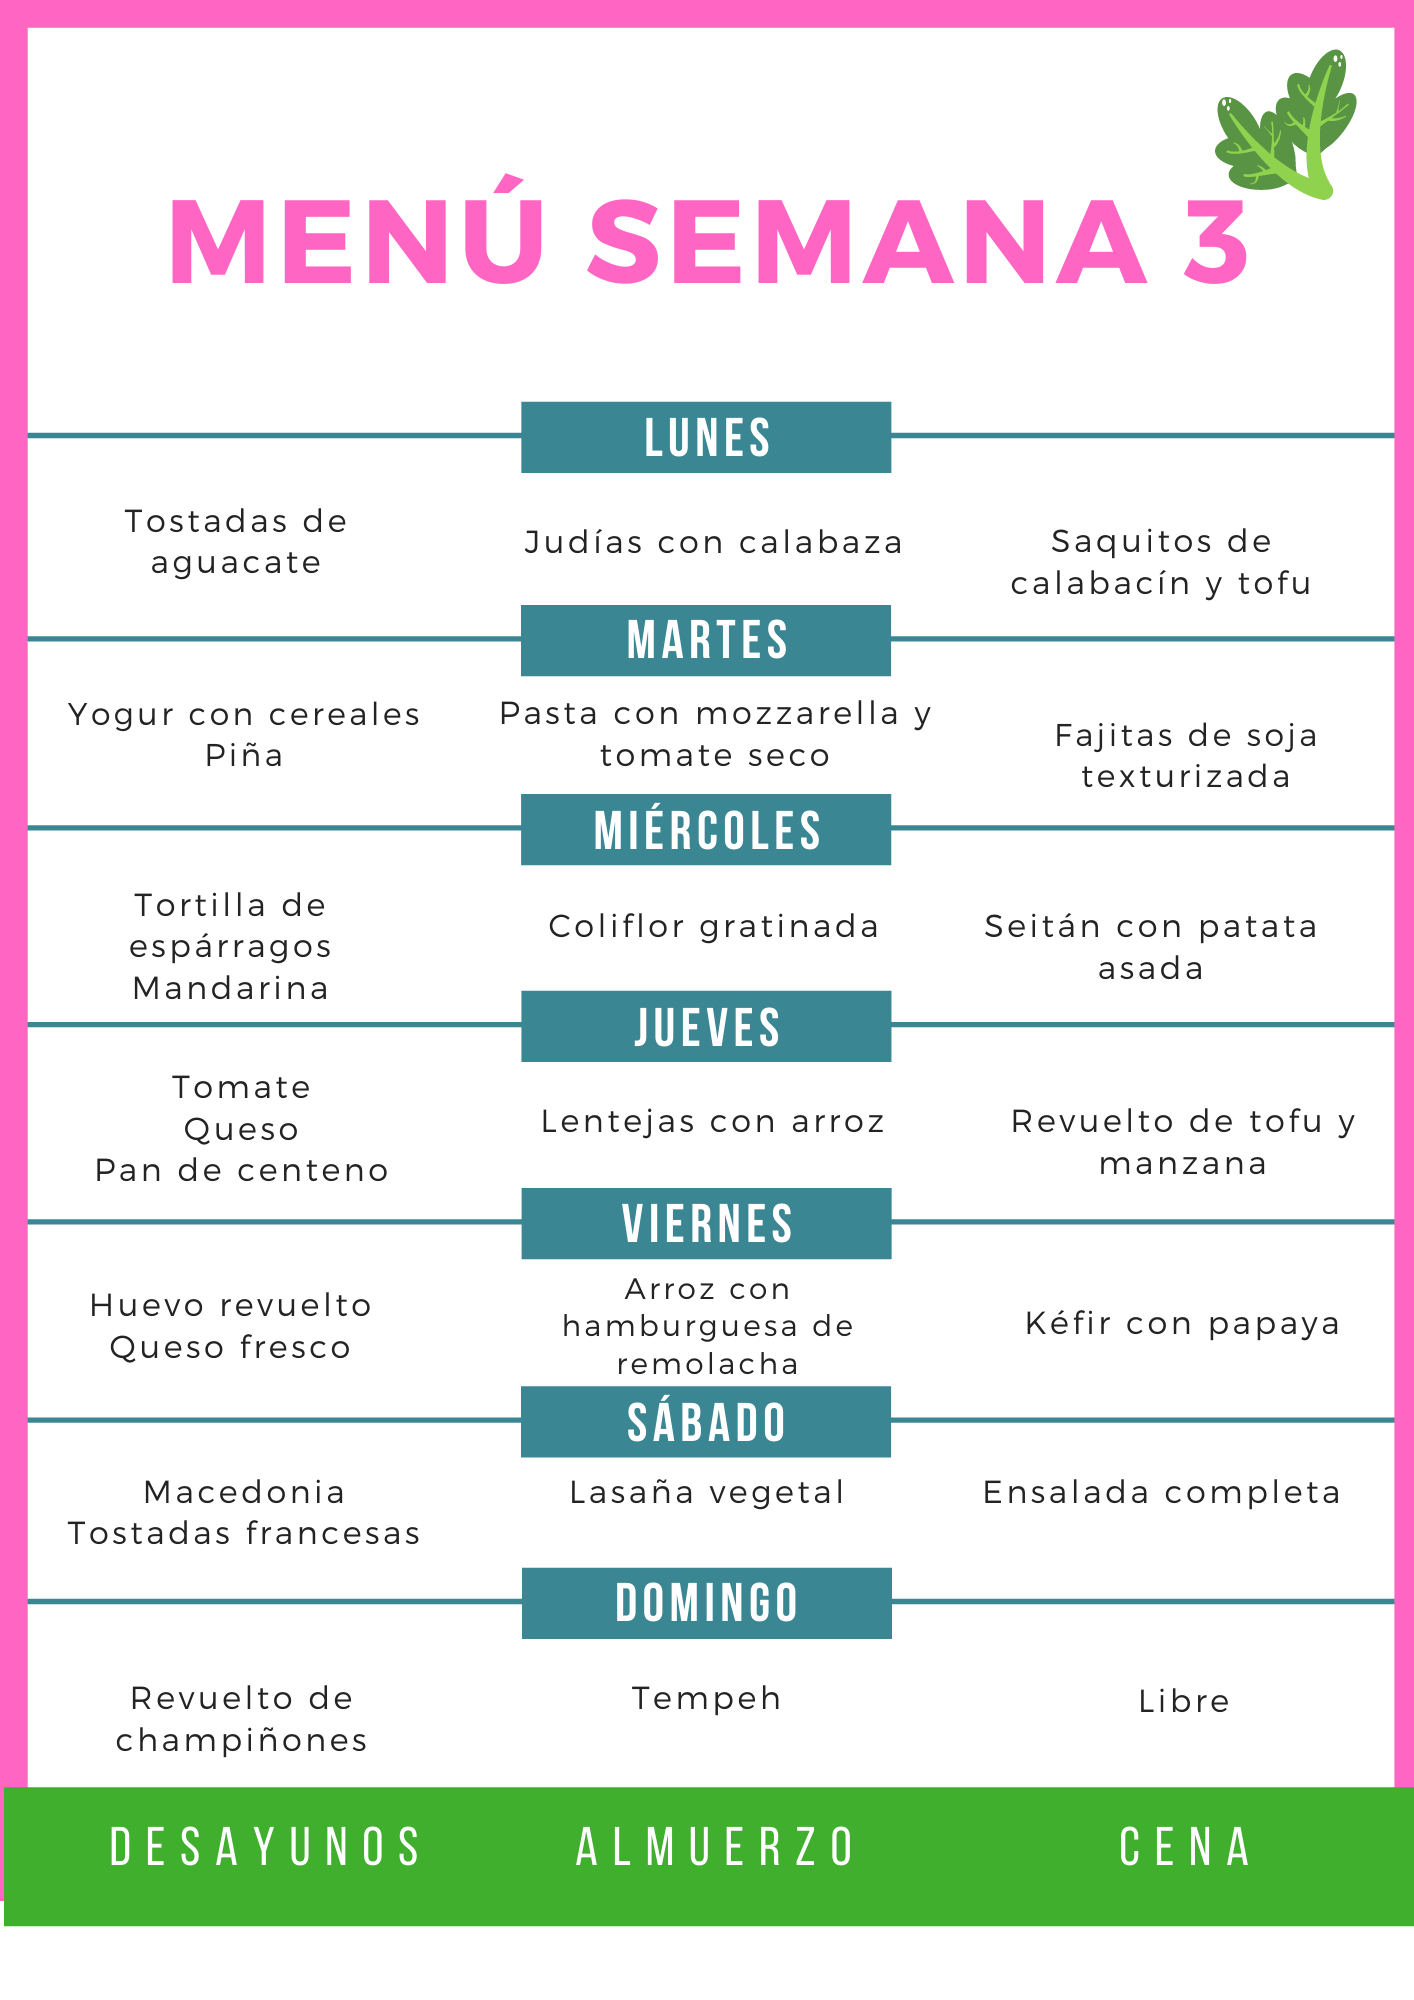 MENÚ SEMANA 3
LUNES
Tostadas de
aguacate
Judías con calabaza
Saquitos de
calabacín y tofu
MARTES
Yogur con cereales
Piña
Pasta con mozzarella y
tomate seco
Fajitas de soja
texturizada
MIÉRCOLES
Tortilla de
espárragos
Mandarina
Coliflor gratinada
Seitán con patata
asada
JUEVES
Tomate
Queso
Pan de centeno
Lentejas con arroz
Revuelto de tofu y
manzana
VIERNES
Huevo revuelto
Queso fresco
Arroz con
hamburguesa de
remolacha
Kéfir con papaya
SÁBADO
Macedonia
Tostadas francesas
Lasaña vegetal
Ensalada completa
DOMINGO
Revuelto de
champiñones
Tempeh
Libre
DESAYUNOS
ALMUERZO
CENA